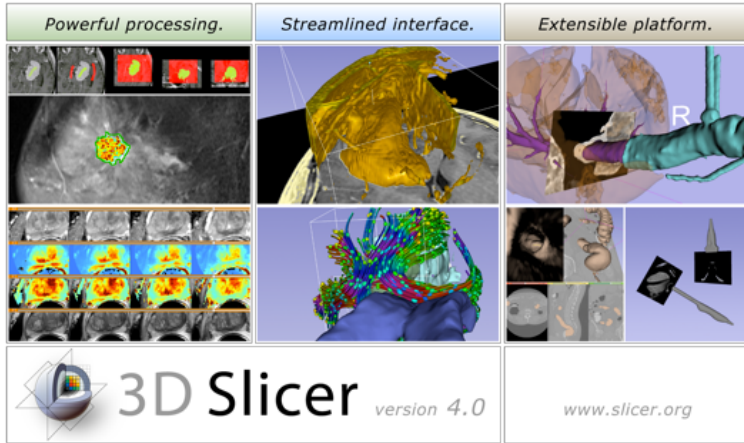 Powerful processing.
Streamlined interface.
Extensible platform.
R
3D Slicer version 4.0
www.slicer.org